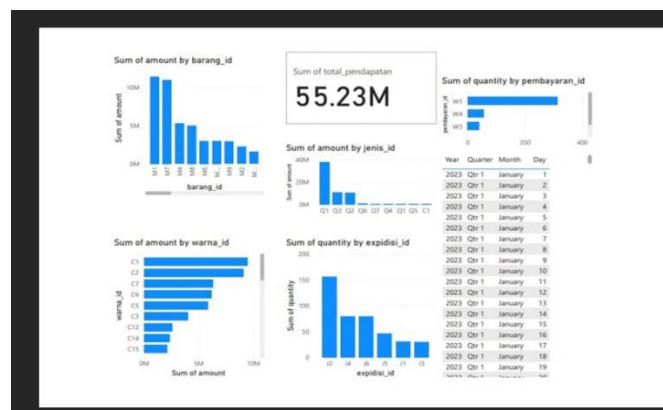 Sum of amount by barang_id
Sum of amount
10M
5M
0M
M1 M7 M4 M8 M6 M... M9 M2 M...
barang_id
Sum of total_pendapatan
55.23M
Sum of quantity by pembayaran_id
pembayaran_id
W1
W4
W3
0 200 400
Sum of amount by jenis_id
Sum of amount
40M
20M
0M
Q1 Q3 Q2 Q6 Q7 Q4 Q1 Q5 C1
Year Quarter Month Day
2023 Qtr 1 January 1
2023 Qtr 1 January 2
2023 Qtr 1 January 3
2023 Qtr 1 January 4
2023 Qtr 1 January 5
2023 Qtr 1 January 6
2023 Qtr 1 January 7
2023 Qtr 1 January 8
2023 Qtr 1 January 9
2023 Qtr 1 January 10
2023 Qtr 1 January 11
2023 Qtr 1 January 12
2023 Qtr 1 January 13
2023 Qtr 1 January 14
2023 Qtr 1 January 15
2023 Qtr 1 January 16
2023 Qtr 1 January 17
2023 Qtr 1 January 18
2023 Qtr 1 January 19
Sum of amount by warna_id
warna_id
C1
C2
C7
C6
C5
C3
C12
C14
C15
0M 5M 10M
Sum of amount
Sum of quantity by expidisi_id
Sum of quantity
200
150
100
50
0
J2 J4 J6 J5 J1 J3
expidisi_id